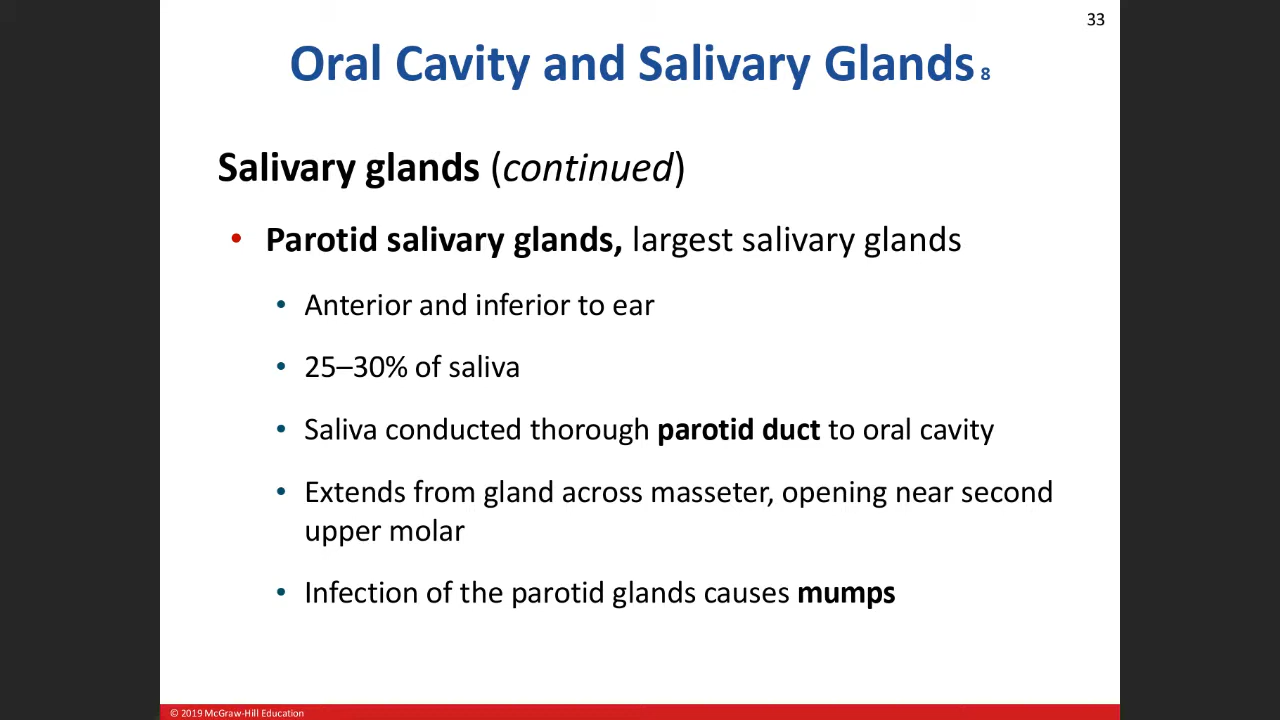 33
Oral Cavity and Salivary Glands 8
Salivary glands (continued)
• Parotid salivary glands, largest salivary glands
• Anterior and inferior to ear
• 25–30% of saliva
• Saliva conducted thorough parotid duct to oral cavity
• Extends from gland across masseter, opening near second
upper molar
• Infection of the parotid glands causes mumps
© 2019 McGraw-Hill Education